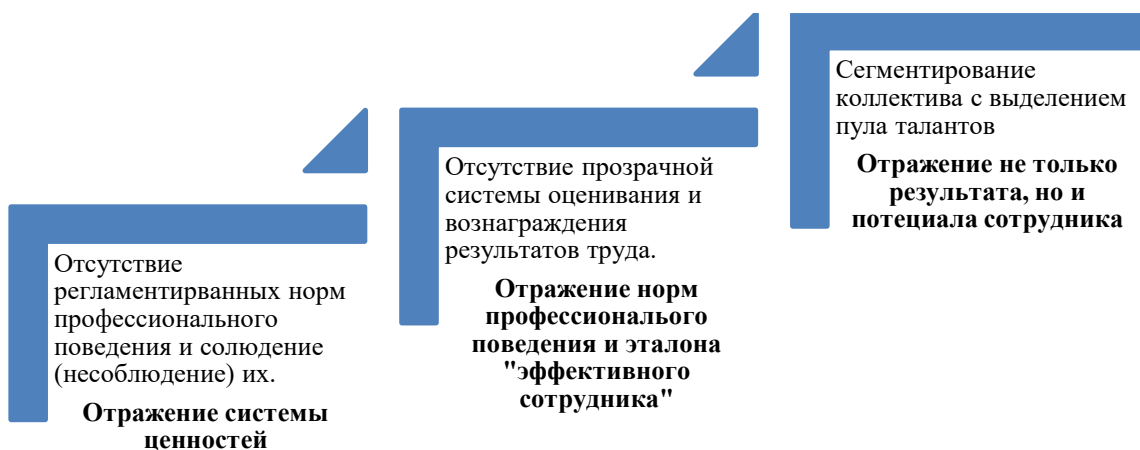 Отсутствие
регламентирванных норм
профессионального
поведения и солюдение
(несоблюдение) их.
Отражение системы
ценностей
Отсутствие прозрачной
системы оценивания и
вознаграждения
результатов труда.
Отражение норм
профессиональого
поведения и эталона
"эффективного
сотрудника"
Сегментирование
коллектива с выделением
пула талантов
Отражение не только
результата, но и
потециала сотрудника